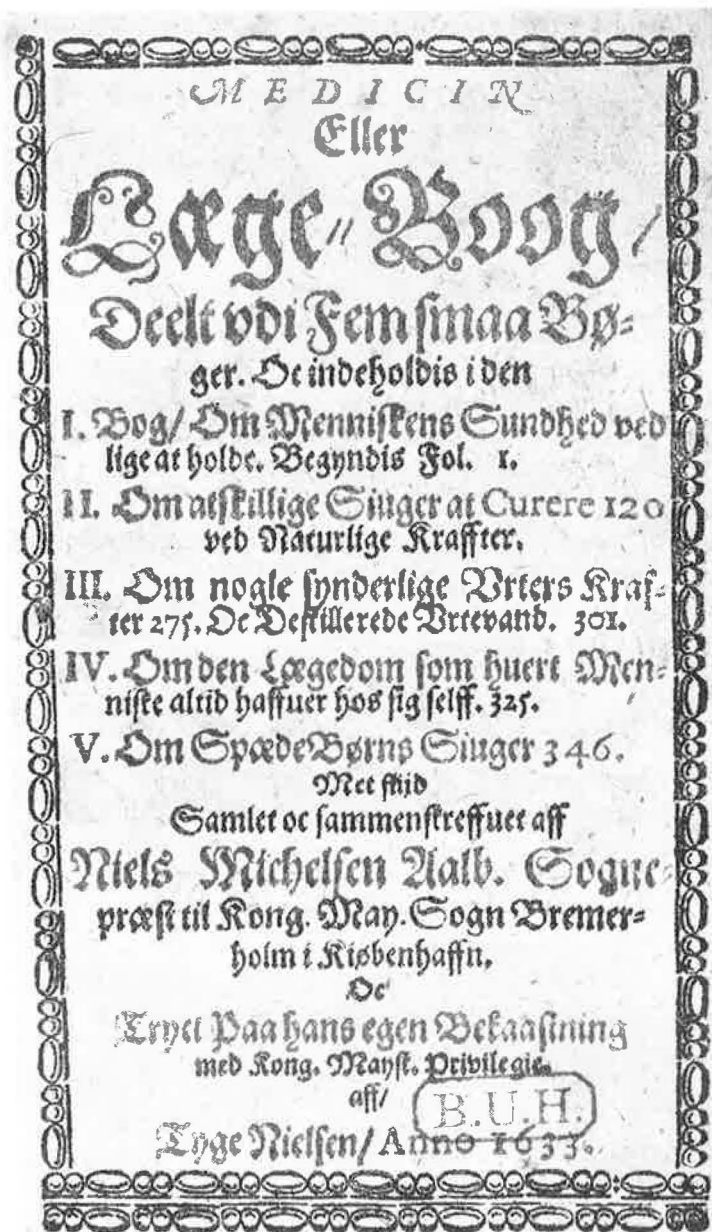 MEDICIN
Eller
Læge-Boog/
Deelt vdi Fem smaa Bø-
ger. Oc indeholdis i den
I. Bog/ Om Menniskens Sundhed ved
lige at holde. Begyndis Fol. 1.
II. Om atskillige Siuger at Curere 120
ved Naturlige Kraffter.
III. Om nogle synderlige Vrters Kraf-
ter 275. Oc Destillerede Vrtevand. 301.
IV. Om den Lægedom som huert Men-
niske altid haffuer hos sig selff. 325.
V. Om Spæde Børns Siuger 346.
Met flijd
Samlet oc sammenskreffuet aff
Niels Michelsen Aalb. Sogne-
præst til Kong. May. Sogn Bremer-
holm i Kiøbenhaffn.
Oc
Tryct Paa hans egen Bekaastning
med Kong. Mayst. Privilegie.
aff/
B.U.H.
Tyge Nielsen/ Anno 1633.